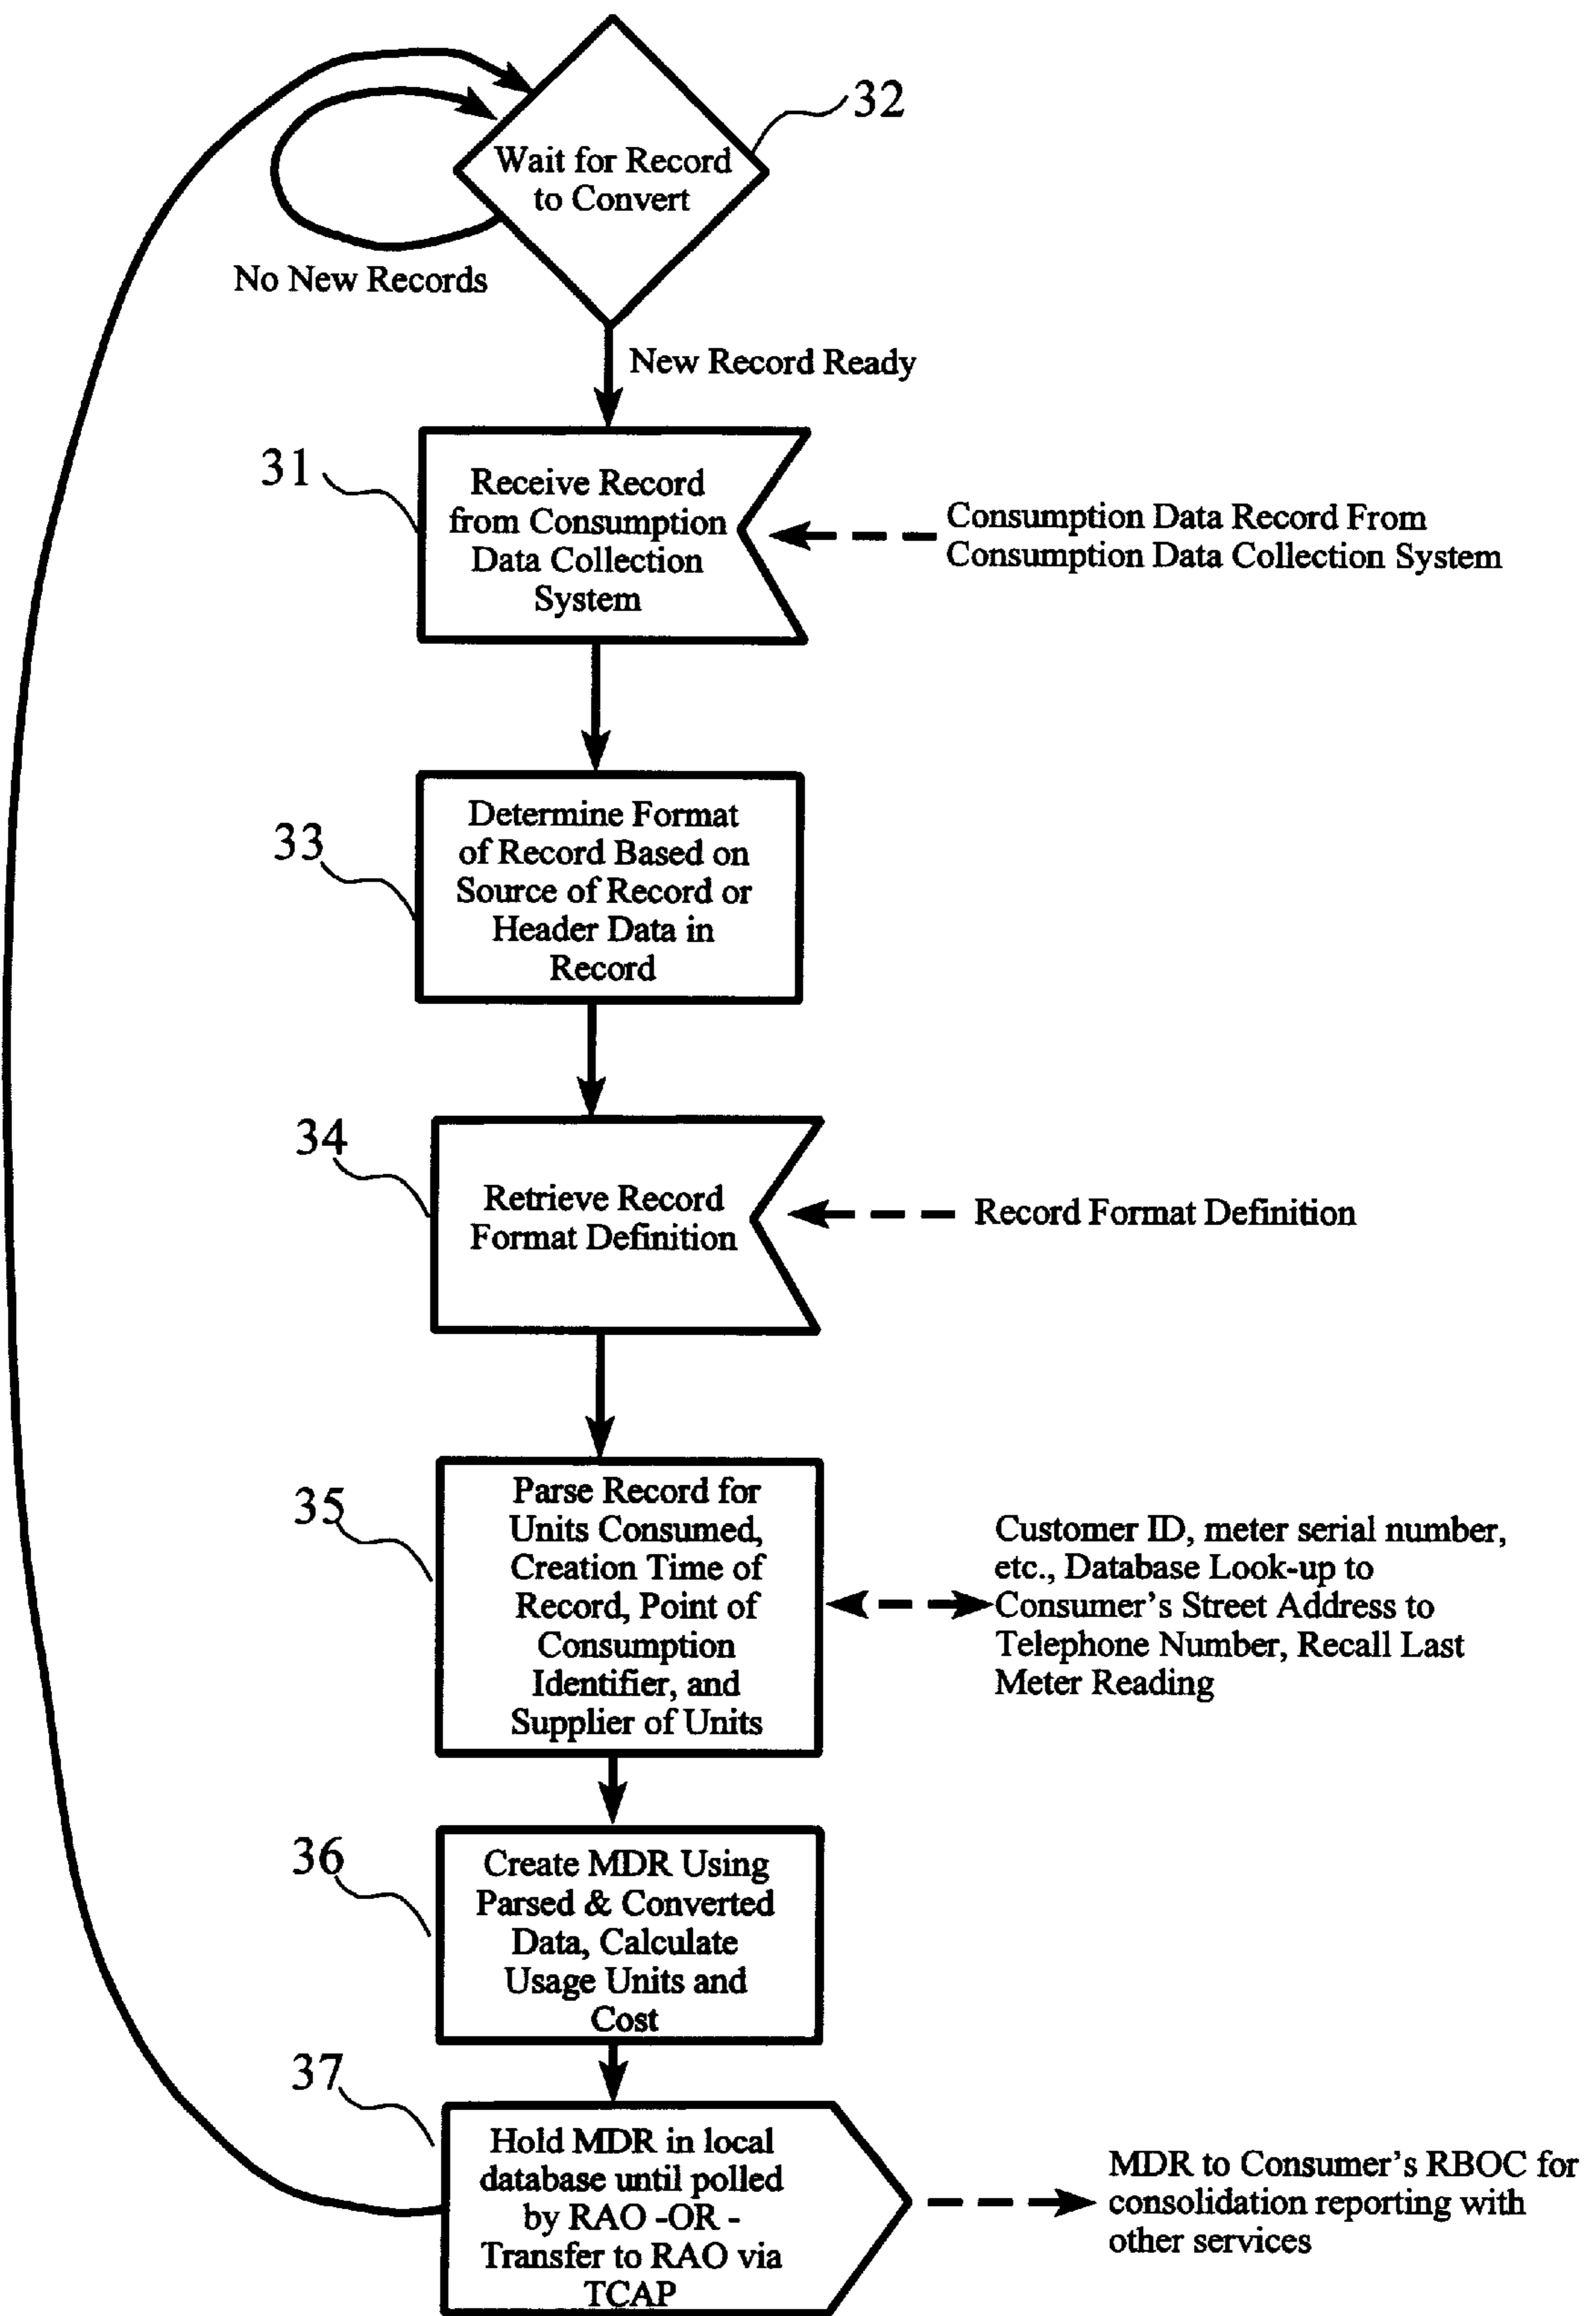 32
Wait for Record
to Convert
No New Records
New Record Ready
31
Receive Record
from Consumption
Data Collection
System
Consumption Data Record From
Consumption Data Collection System
33
Determine Format
of Record Based on
Source of Record or
Header Data in
Record
34
Retrieve Record
Format Definition
Record Format Definition
35
Parse Record for
Units Consumed,
Creation Time of
Record, Point of
Consumption
Identifier, and
Supplier of Units
Customer ID, meter serial number,
etc., Database Look-up to
Consumer's Street Address to
Telephone Number, Recall Last
Meter Reading
36
Create MDR Using
Parsed & Converted
Data, Calculate
Usage Units and
Cost
37
Hold MDR in local
database until polled
by RAO -OR -
Transfer to RAO via
TCAP
MDR to Consumer's RBOC for
consolidation reporting with
other services